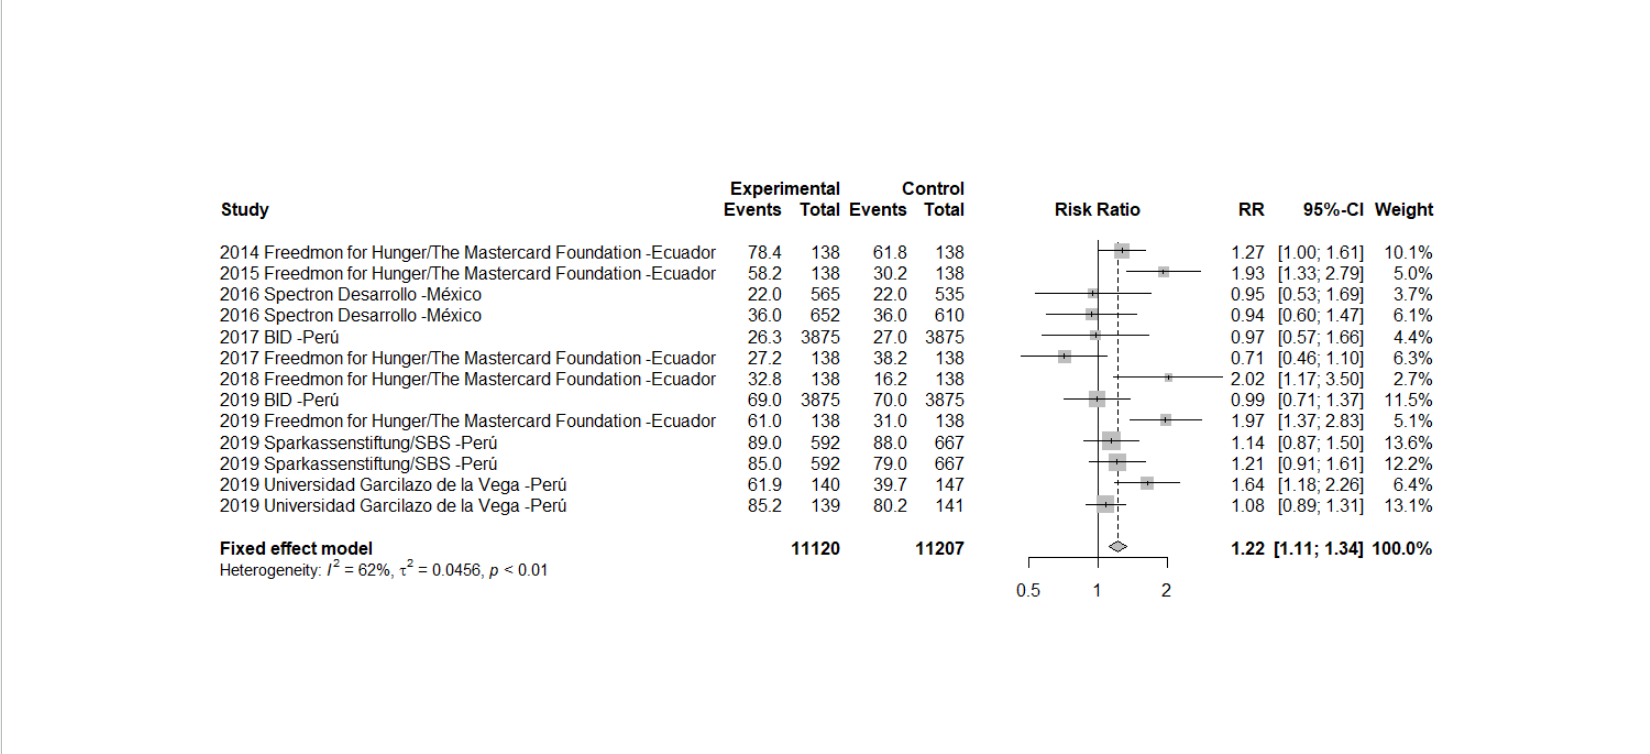 Experimental Control
Study Events Total Events Total Risk Ratio RR 95%-CI Weight
2014 Freedmon for Hunger/The Mastercard Foundation -Ecuador 78.4 138 61.8 138 1.27 [1.00; 1.61] 10.1%
2015 Freedmon for Hunger/The Mastercard Foundation -Ecuador 58.2 138 30.2 138 1.93 [1.33; 2.79] 5.0%
2016 Spectron Desarrollo -México 22.0 565 22.0 535 0.95 [0.53; 1.69] 3.7%
2016 Spectron Desarrollo -México 36.0 652 36.0 610 0.94 [0.60; 1.47] 6.1%
2017 BID -Perú 26.3 3875 27.0 3875 0.97 [0.57; 1.66] 4.4%
2017 Freedmon for Hunger/The Mastercard Foundation -Ecuador 27.2 138 38.2 138 0.71 [0.46; 1.10] 6.3%
2018 Freedmon for Hunger/The Mastercard Foundation -Ecuador 32.8 138 16.2 138 2.02 [1.17; 3.50] 2.7%
2019 BID -Perú 69.0 3875 70.0 3875 0.99 [0.71; 1.37] 11.5%
2019 Freedmon for Hunger/The Mastercard Foundation -Ecuador 61.0 138 31.0 138 1.97 [1.37; 2.83] 5.1%
2019 Sparkassenstiftung/SBS -Perú 89.0 592 88.0 667 1.14 [0.87; 1.50] 13.6%
2019 Sparkassenstiftung/SBS -Perú 85.0 592 79.0 667 1.21 [0.91; 1.61] 12.2%
2019 Universidad Garcilazo de la Vega -Perú 61.9 140 39.7 147 1.64 [1.18; 2.26] 6.4%
2019 Universidad Garcilazo de la Vega -Perú 85.2 139 80.2 141 1.08 [0.89; 1.31] 13.1%
Fixed effect model 11120 11207 1.22 [1.11; 1.34] 100.0%
Heterogeneity: I² = 62%, τ² = 0.0456, p < 0.01
0.5 1 2